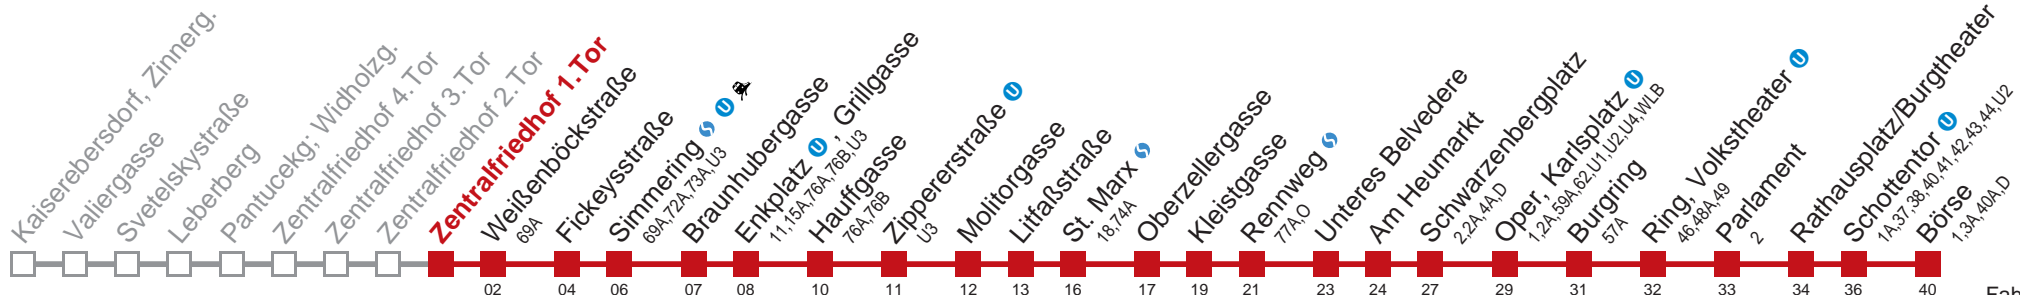 Kaiserebersdorf, Zinnerg.
Valiergasse
Svetelskystraße
Leberberg
Pantucekg; Widholzg.
Zentralfriedhof 4.Tor
Zentralfriedhof 3.Tor
Zentralfriedhof 2.Tor
Zentralfriedhof 1.Tor
Weißenböckstraße
69A
02
Fickeysstraße
04
Simmering S U
69A,72A,73A,U3
06
Braunhubergasse
07
Enkplatz U , Grillgasse
11,15A,76A,76B,U3
08
Hauffgasse
76A,76B
10
Zippererstraße U
U3
11
Molitorgasse
12
Litfaßstraße
13
St. Marx S
18,74A
16
Oberzellergasse
17
Kleistgasse
19
Rennweg S
77A,O
21
Unteres Belvedere
23
Am Heumarkt
24
Schwarzenbergplatz
2,2A,4A,D
27
Oper, Karlsplatz U
1,2A,59A,62,U1,U2,U4,WLB
29
Burgring
57A
31
Ring, Volkstheater U
46,48A,49
32
Parlament
2
33
Rathausplatz/Burgtheater
34
Schottentor U
1A,37,38,40,41,42,43,44,U2
36
Börse
1,3A,40A,D
40